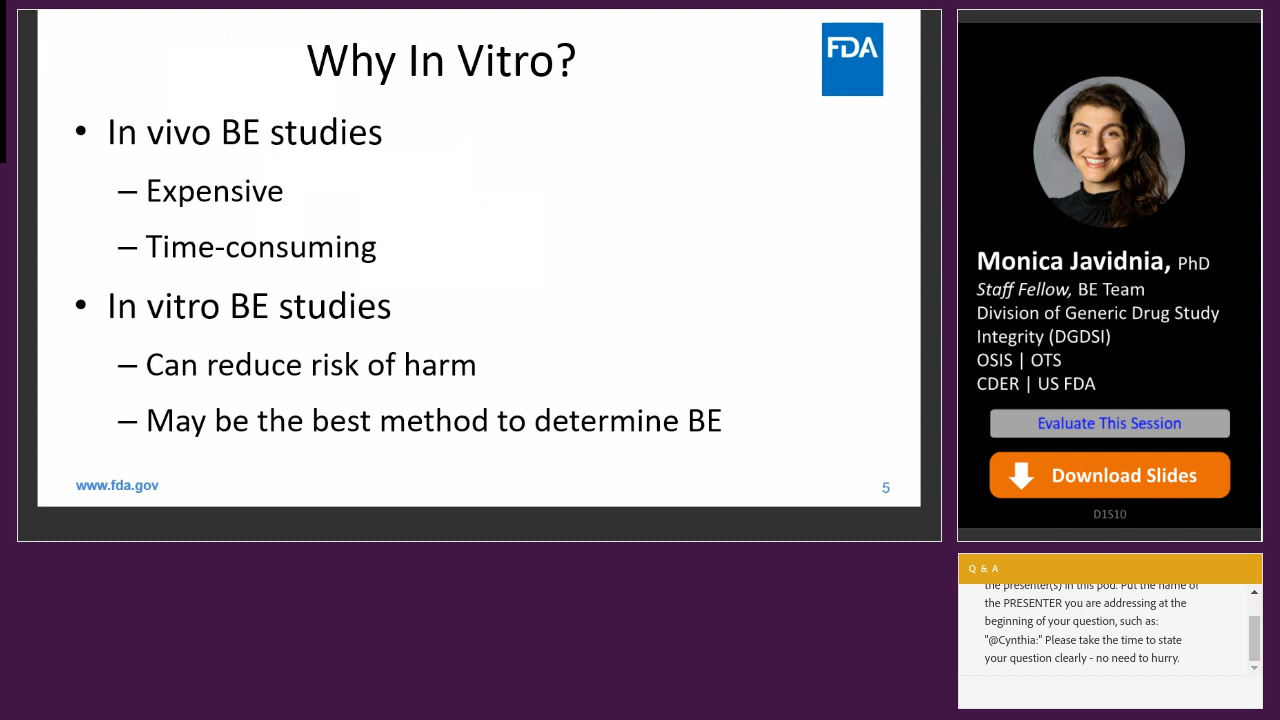 Why In Vitro?
FDA
• In vivo BE studies
– Expensive
– Time-consuming
• In vitro BE studies
– Can reduce risk of harm
– May be the best method to determine BE
www.fda.gov
5
Monica Javidnia, PhD
Staff Fellow, BE Team
Division of Generic Drug Study
Integrity (DGDSI)
OSIS | OTS
CDER | US FDA
Evaluate This Session
Download Slides
D1S10
Q & A
the presenter(s) in this pod. Put the name of
the PRESENTER you are addressing at the
beginning of your question, such as:
"@Cynthia:" Please take the time to state
your question clearly - no need to hurry.